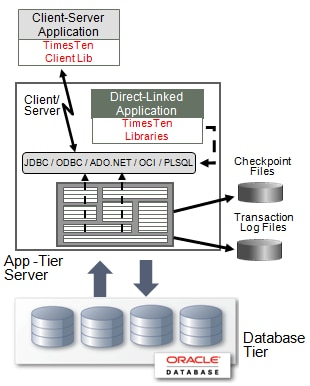 Client-Server
Application
TimesTen
Client Lib
Client/
Server
Direct-Linked
Application
TimesTen
Libraries
JDBC / ODBC / ADO.NET / OCI / PLSQL
Checkpoint
Files
Transaction
Log Files
App -Tier
Server
Database
Tier
ORACLE
DATABASE